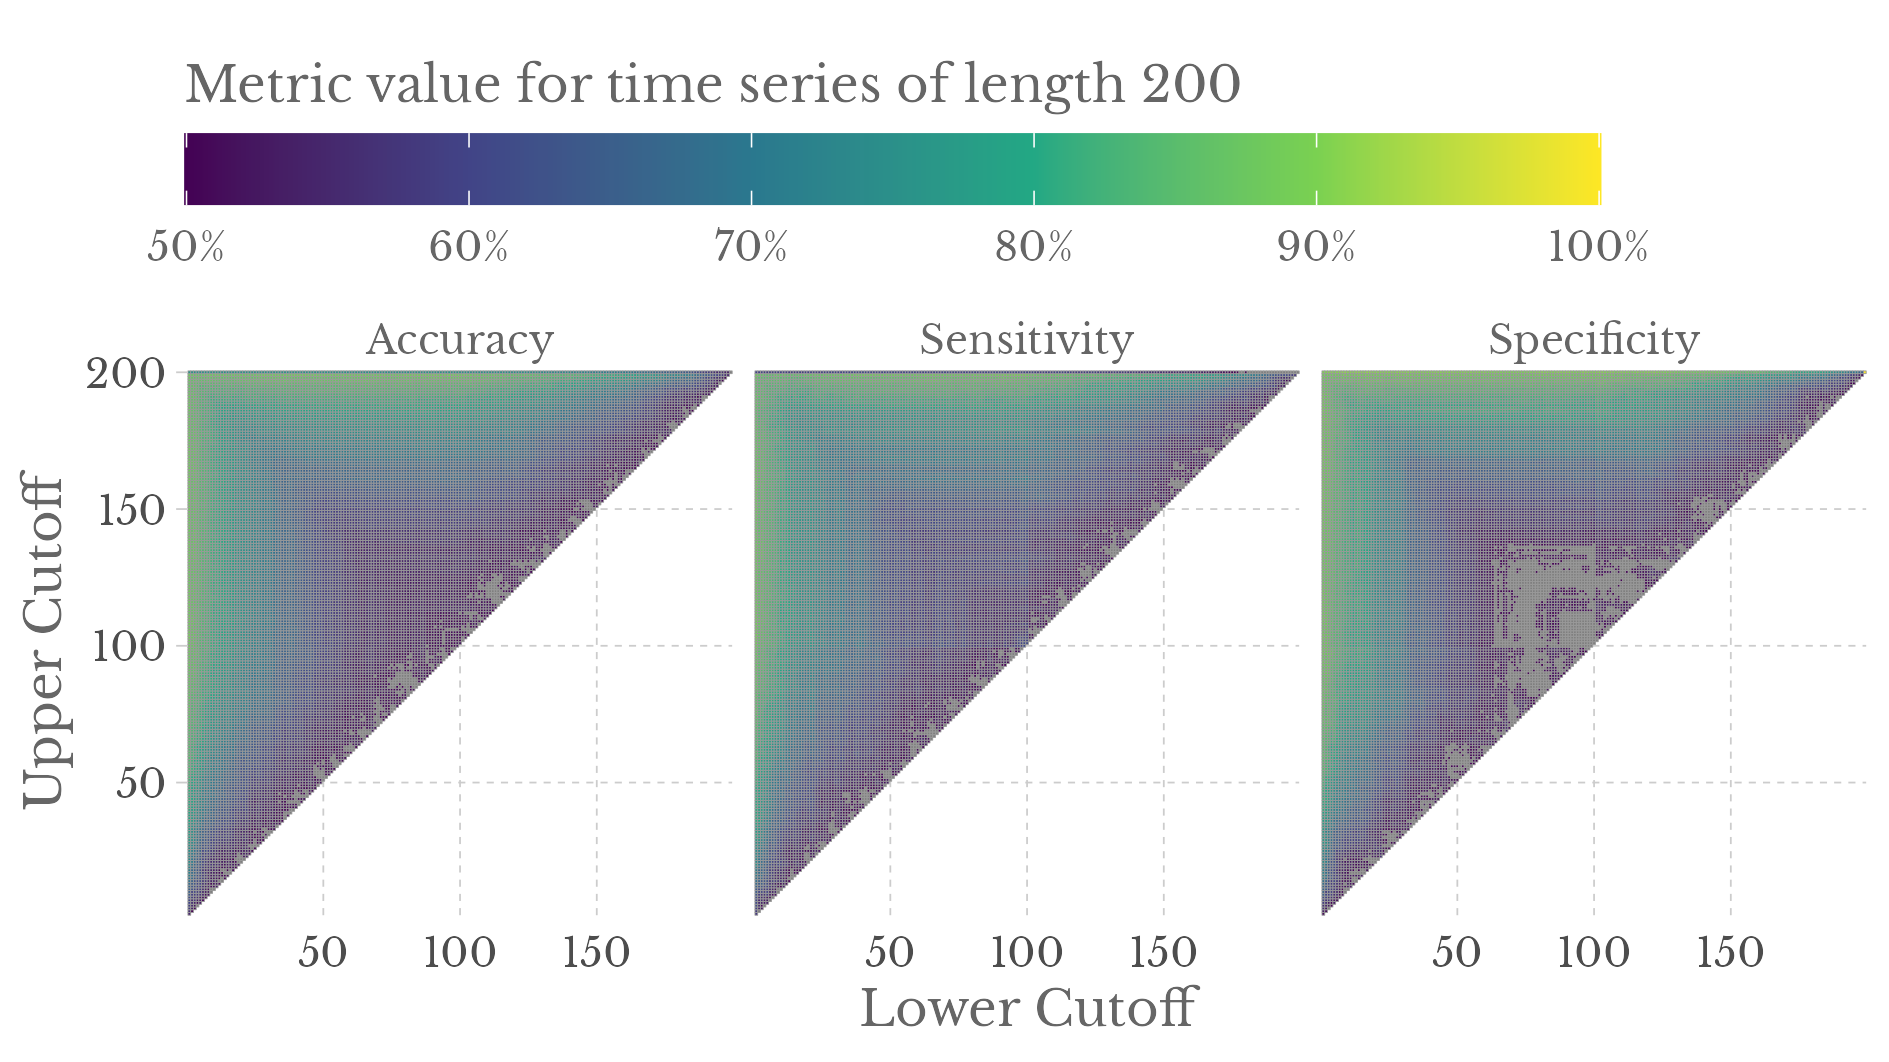 Metric value for time series of length 200
50% 60% 70% 80% 90% 100%
Accuracy Sensitivity Specificity
200
150
100
50
Upper Cutoff
50 100 150 50 100 150 50 100 150
Lower Cutoff